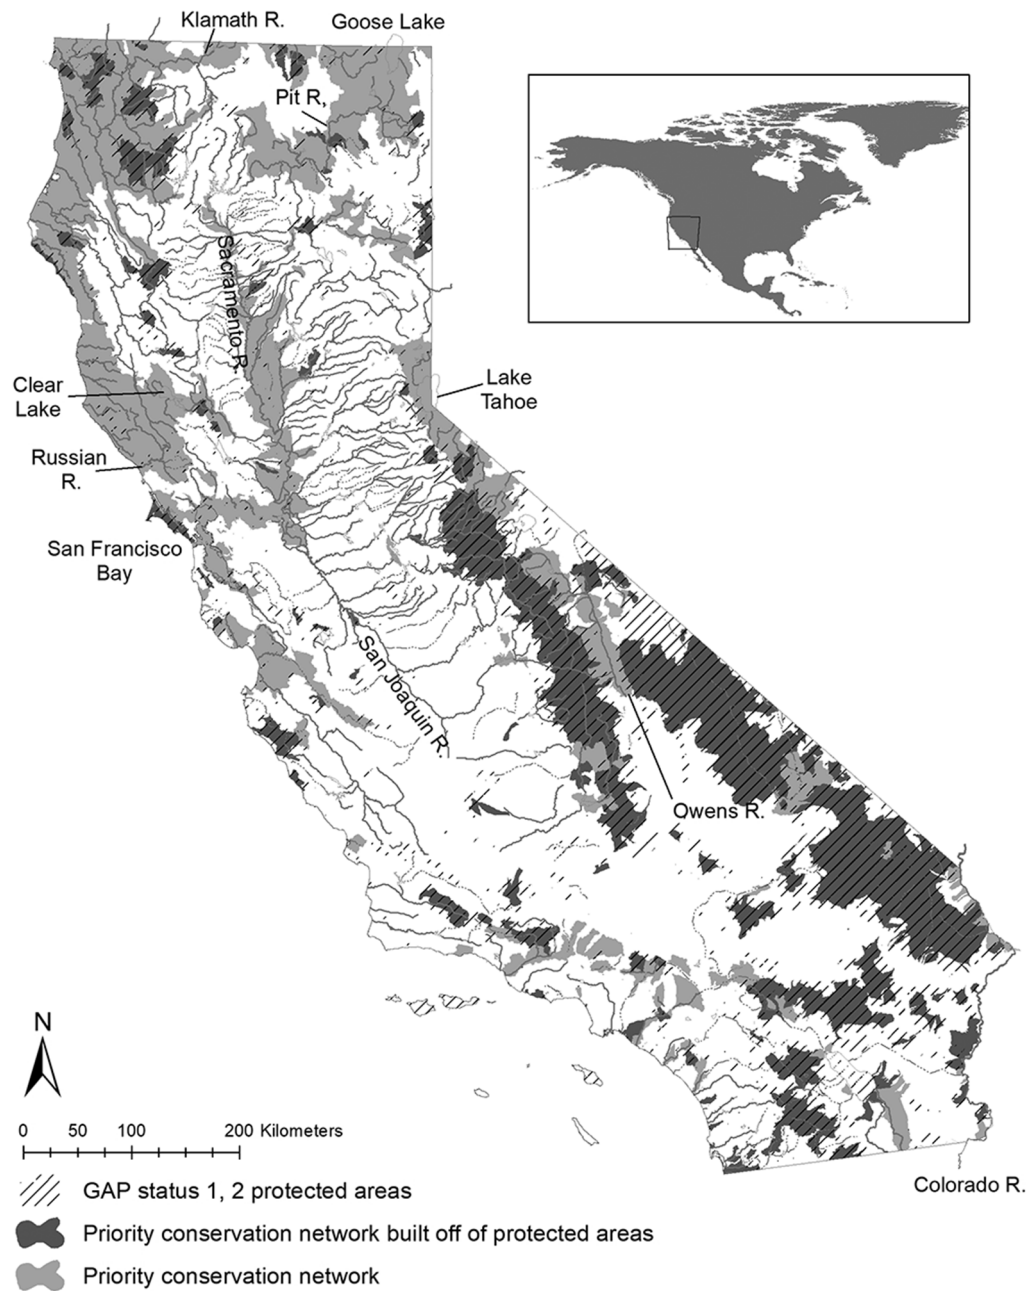 Klamath R.
Goose Lake
Pit R,
Sacramento R.
Clear
Lake
Lake
Tahoe
Russian
R.
San Francisco
Bay
San Joaquin R.
Owens R.
N
0 50 100 200 Kilometers
Colorado R.
GAP status 1, 2 protected areas
Priority conservation network built off of protected areas
Priority conservation network